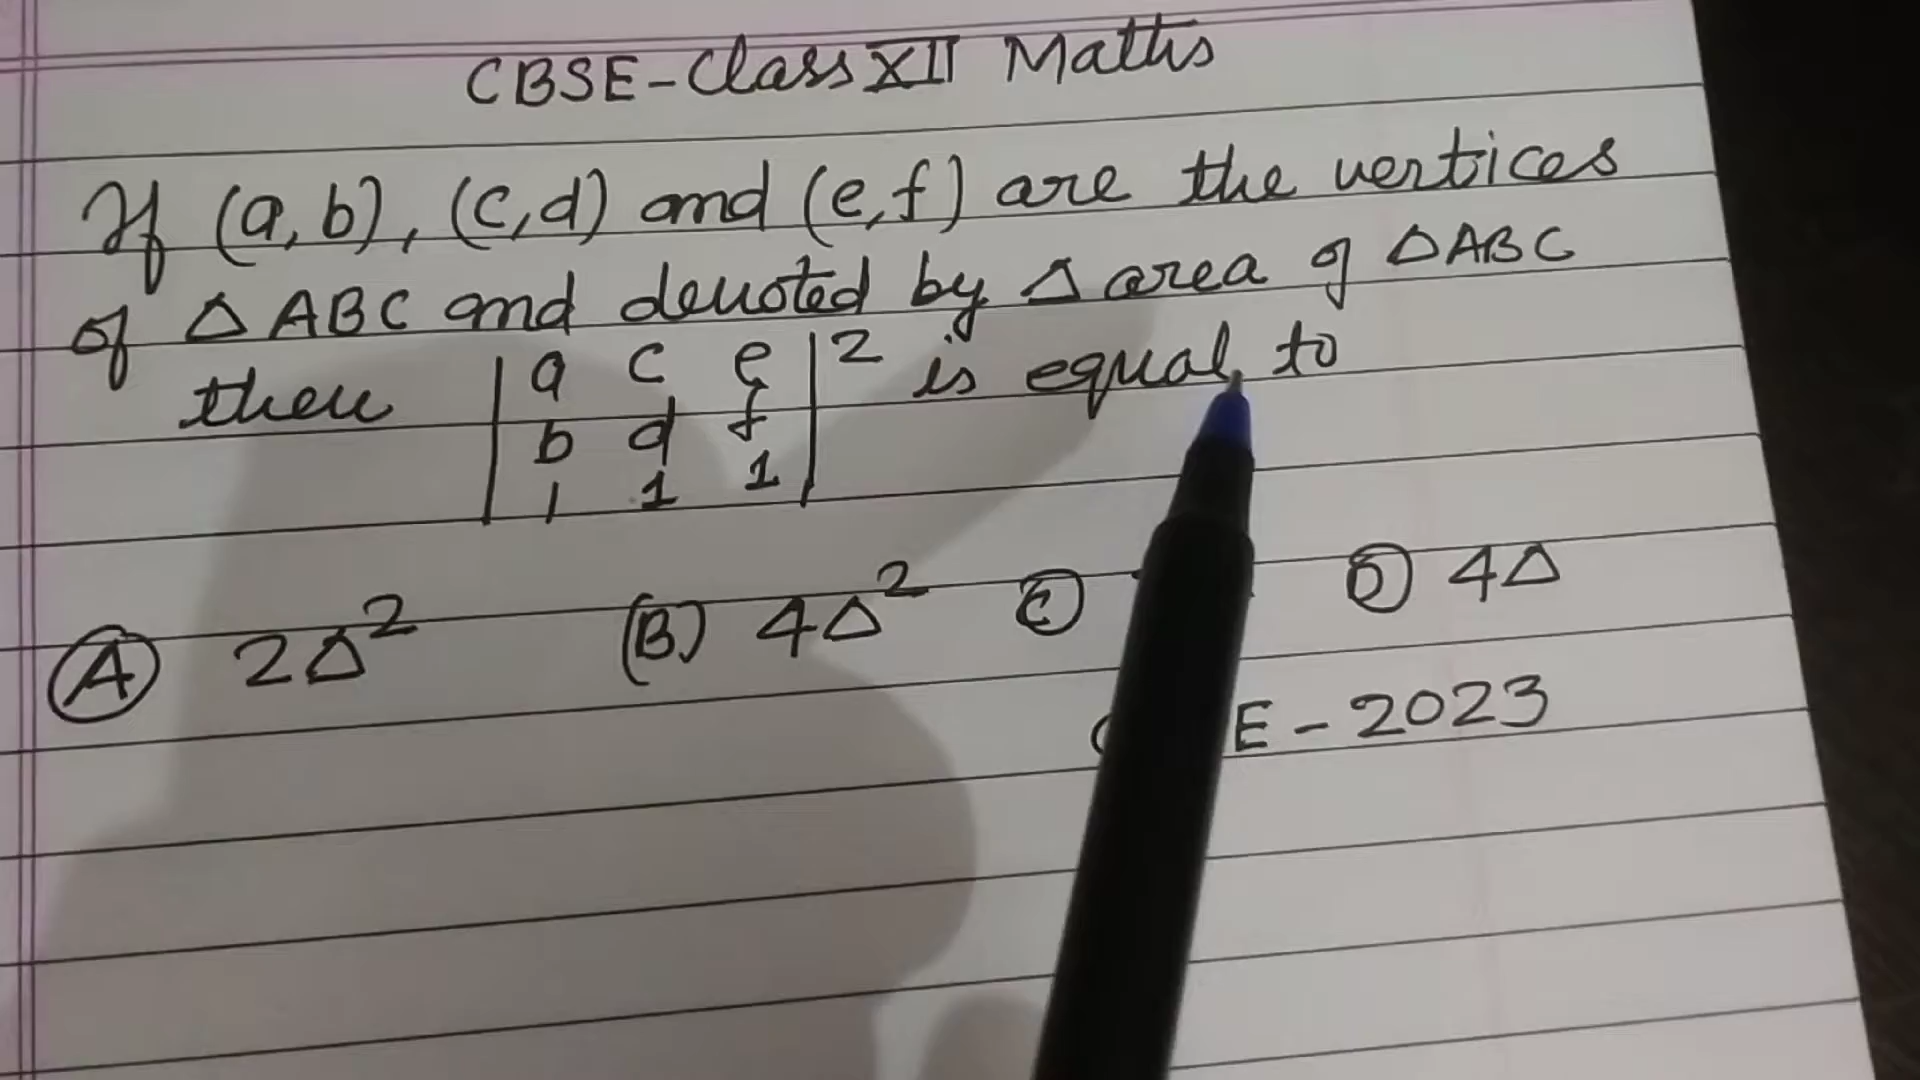 CBSE-Class XII Maths
If (a, b), (c, d) and (e, f) are the vertices
of △ ABC and denoted by △ area of △ABC
then | a c e |² is equal to
b d f
1 1 1
(A) 2△² (B) 4△² (C) (D) 4△
E - 2023